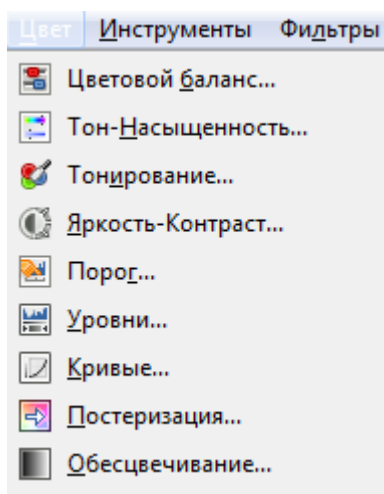 Цвет Инструменты Фильтры
Цветовой баланс...
Тон-Насыщенность...
Тонирование...
Яркость-Контраст...
Порог...
Уровни...
Кривые...
Постеризация...
Обесцвечивание...